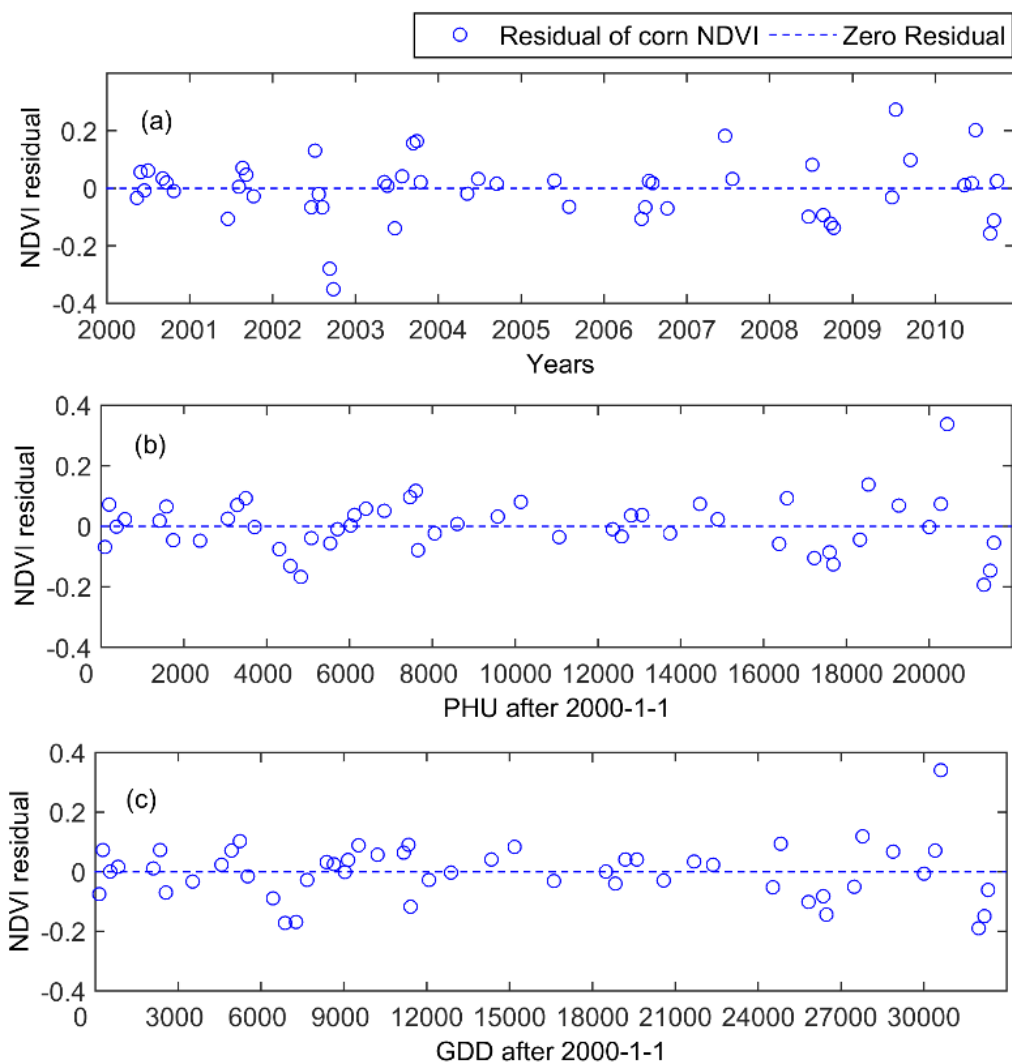 Residual of corn NDVI Zero Residual
(a)
NDVI residual
0.2
0
-0.2
-0.4
2000 2001 2002 2003 2004 2005 2006 2007 2008 2009 2010
Years
(b)
NDVI residual
0.4
0.2
0
-0.2
-0.4
0 2000 4000 6000 8000 10000 12000 14000 16000 18000 20000
PHU after 2000-1-1
(c)
NDVI residual
0.4
0.2
0
-0.2
-0.4
0 3000 6000 9000 12000 15000 18000 21000 24000 27000 30000
GDD after 2000-1-1